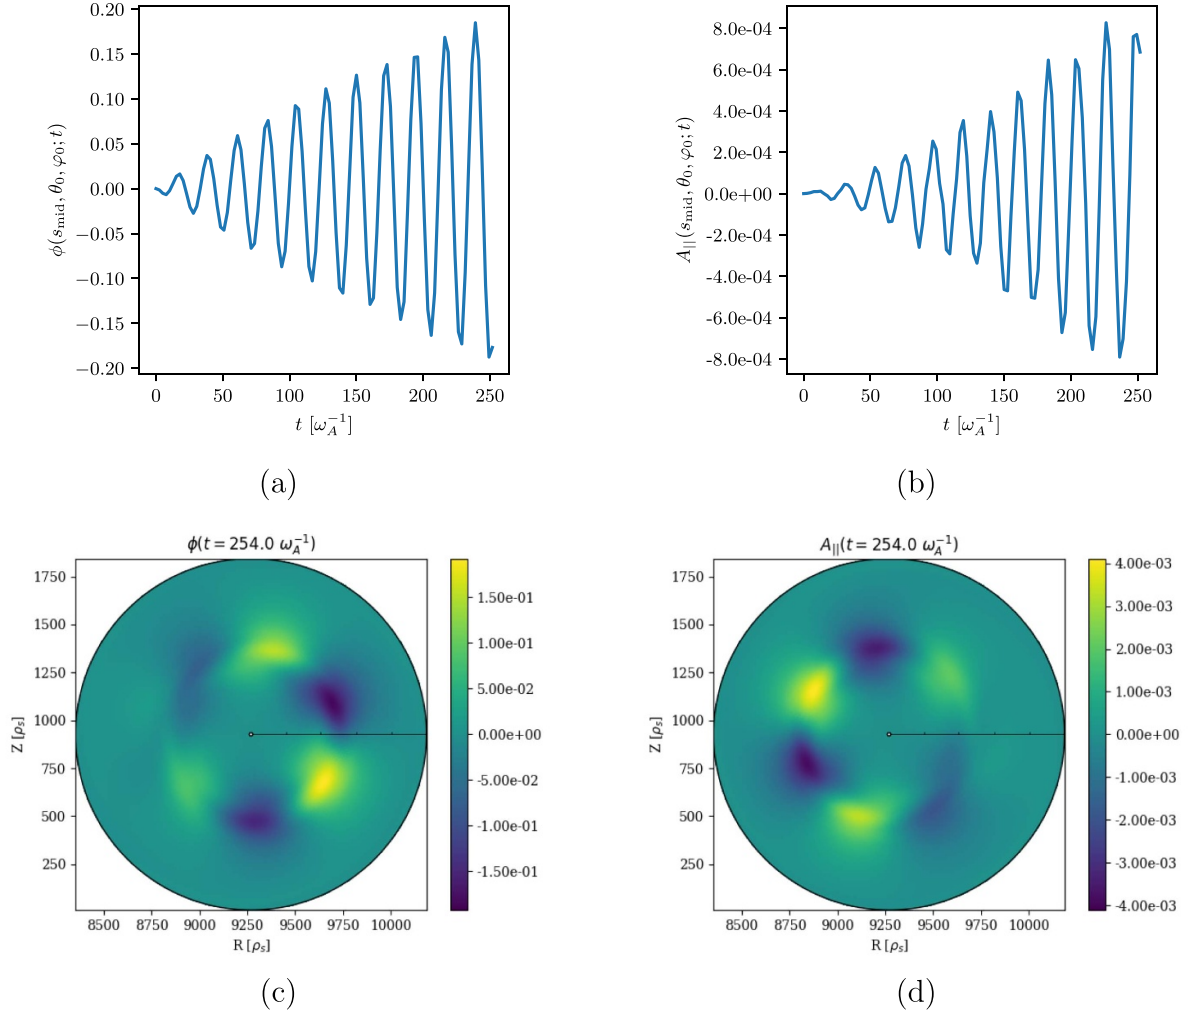 0.20
0.15
0.10
0.05
0.00
−0.05
−0.10
−0.15
−0.20
ϕ(s_mid, θ_0, φ_0; t)
0 50 100 150 200 250
t [ω_A^{-1}]
(a)
8.0e-04
6.0e-04
4.0e-04
2.0e-04
0.0e+00
-2.0e-04
-4.0e-04
-6.0e-04
-8.0e-04
A_||(s_mid, θ_0, φ_0; t)
0 50 100 150 200 250
t [ω_A^{-1}]
(b)
ϕ(t = 254.0 ω_A^{-1})
1750
1500
1250
1000
750
500
250
Z [ρ_s]
8500 8750 9000 9250 9500 9750 10000
R [ρ_s]
1.50e-01
1.00e-01
5.00e-02
0.00e+00
-5.00e-02
-1.00e-01
-1.50e-01
(c)
A_||(t = 254.0 ω_A^{-1})
1750
1500
1250
1000
750
500
250
Z [ρ_s]
8500 8750 9000 9250 9500 9750 10000
R [ρ_s]
4.00e-03
3.00e-03
2.00e-03
1.00e-03
0.00e+00
-1.00e-03
-2.00e-03
-3.00e-03
-4.00e-03
(d)